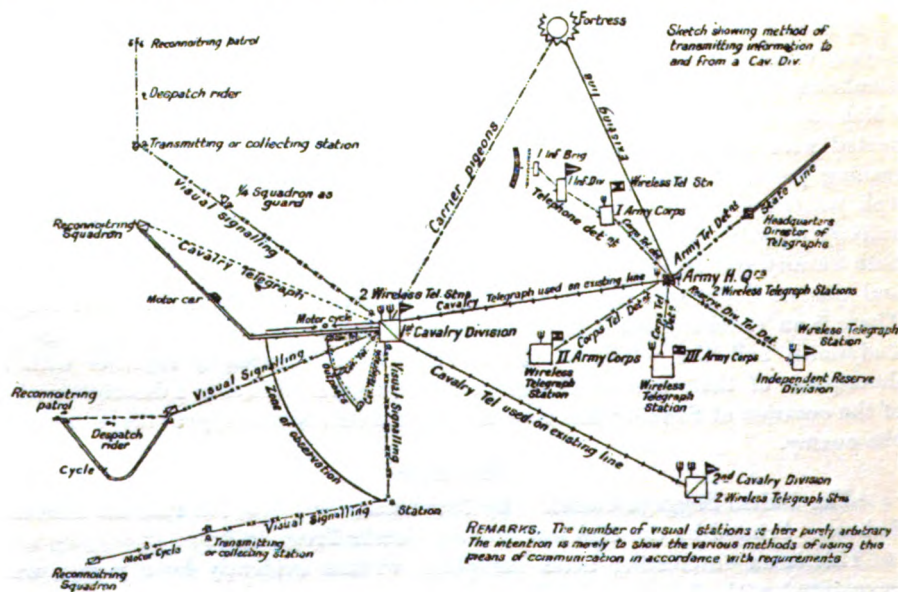 Fortress
Sketch showing method of
transmitting information to
and from a Cav. Div.
Reconnoitring patrol
Despatch rider
Transmitting or collecting station
Visual Signalling
¼ Squadron as
guard
Carrier pigeons
Existing line
1 Inf Brig
1 Inf Div
Wireless Tel Stn
I Army Corps
Telephone det
Corps Tel
Army Tel Det
State Line
Headquarters
Director of
Telegraphs
Reconnoitring
Squadron
Cavalry Telegraph
Motor car
2 Wireless Tel. Stns
Motor cycle
1st Cavalry Division
Cavalry Telegraph used on existing line
Army H. Qrs
2 Wireless Telegraph Stations
Corps Tel Det
II Army Corps
Wireless
Telegraph
Station
Corps Tel
III Army Corps
Wireless
Telegraph
Station
Reserve Div. Tel. Det.
Wireless Telegraph
Station
Independent Reserve
Division
Visual Signalling
Reconnoitring
patrol
Despatch
rider
Cycle
Zone of observation
Visual Signalling
Cavalry Tel used on existing line
2nd Cavalry Division
2 Wireless Telegraph Stns
Station
Visual Signalling
Motor Cycle
Transmitting
or collecting station
Reconnoitring
Squadron
REMARKS. The number of visual stations is here purely arbitrary
The intention is merely to show the various methods of using this
means of communication in accordance with requirements